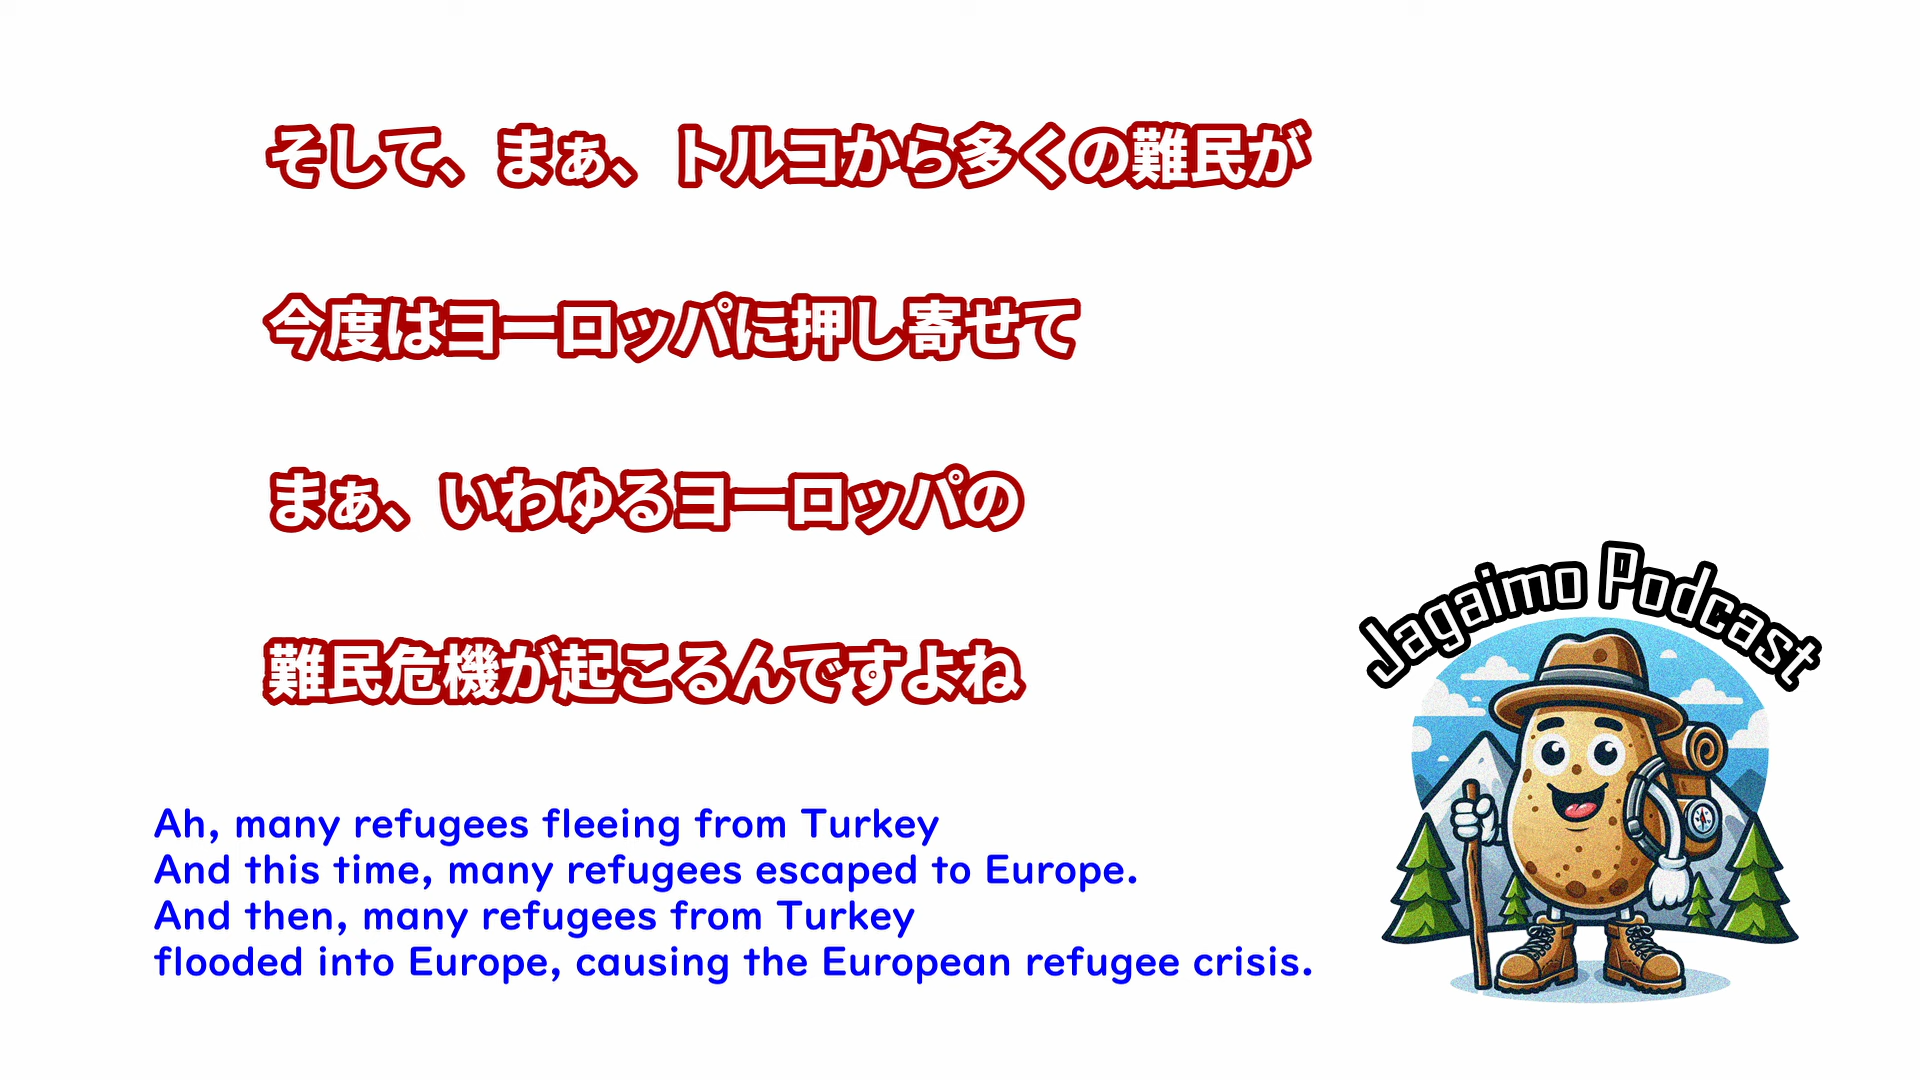 そして、まぁ、トルコから多くの難民が
今度はヨーロッパに押し寄せて
まぁ、いわゆるヨーロッパの
難民危機が起こるんですよね
Jagaimo Podcast
Ah, many refugees fleeing from Turkey
And this time, many refugees escaped to Europe.
And then, many refugees from Turkey
flooded into Europe, causing the European refugee crisis.